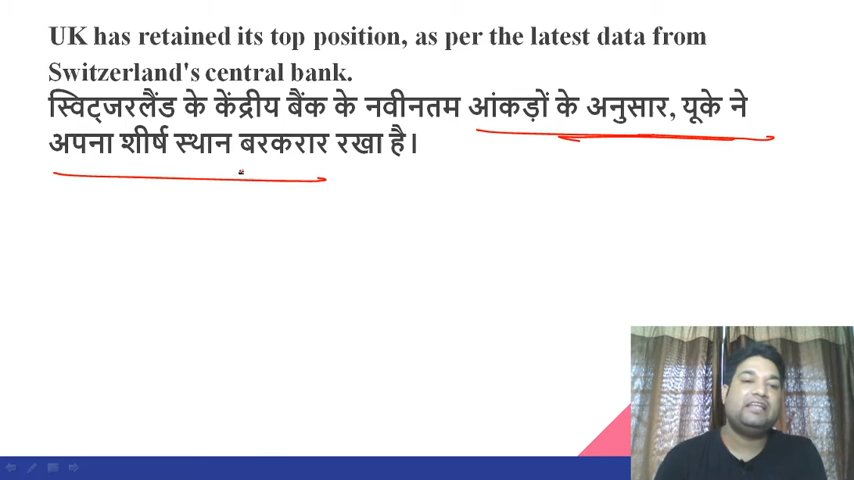 UK has retained its top position, as per the latest data from
Switzerland's central bank.
स्विट्जरलैंड के केंद्रीय बैंक के नवीनतम आंकड़ों के अनुसार, यूके ने
अपना शीर्ष स्थान बरकरार रखा है।